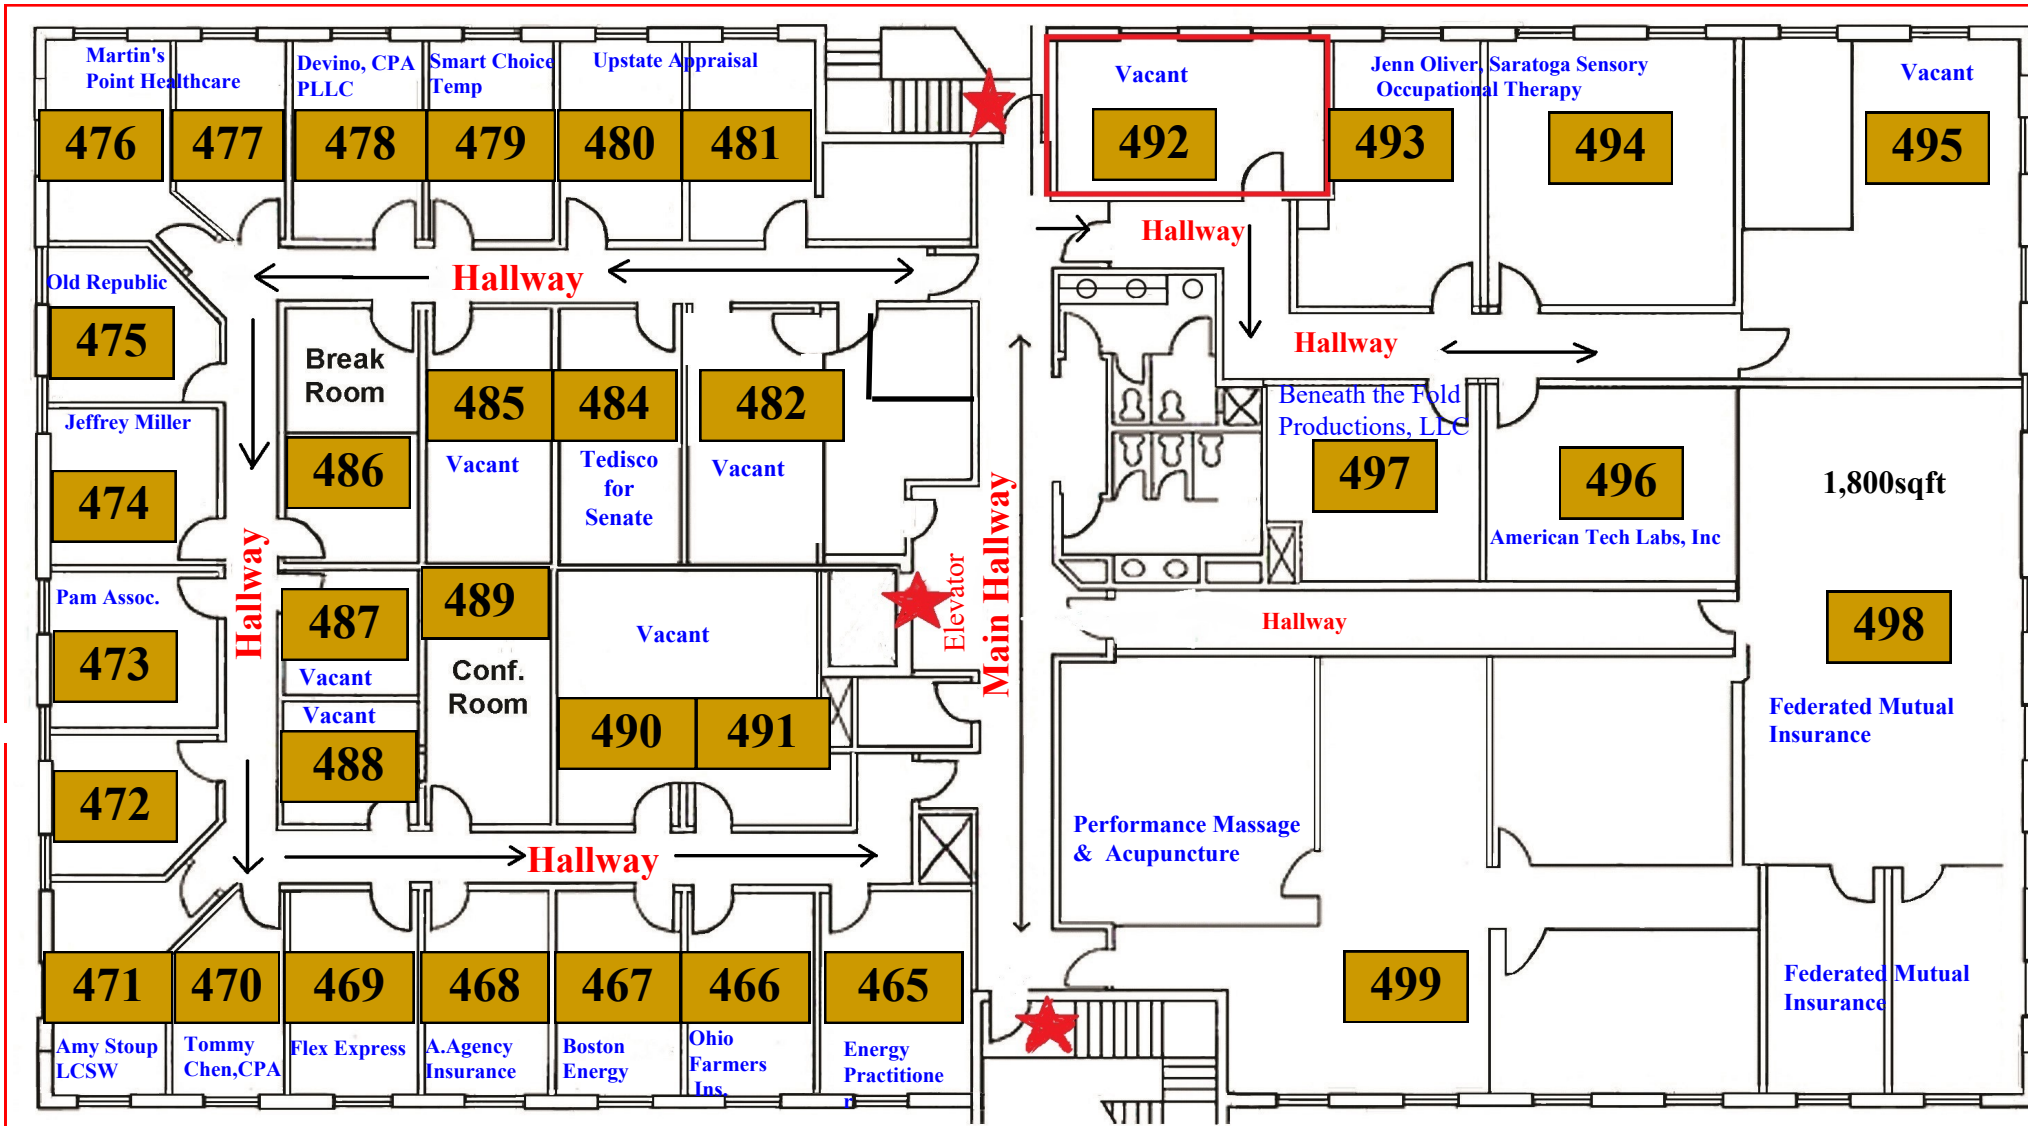 Martin's
Point Healthcare
Devino, CPA
PLLC
Smart Choice
Temp
Upstate Appraisal
476
477
478
479
480
481
Vacant
492
Jenn Oliver, Saratoga Sensory
Occupational Therapy
493
494
Vacant
495
Hallway
Hallway
Hallway
Old Republic
475
Break
Room
486
485
Vacant
484
Tedisco
for
Senate
482
Vacant
Jeffrey Miller
474
Hallway
Beneath the Fold
Productions, LLC
497
496
American Tech Labs, Inc
1,800sqft
498
Federated Mutual
Insurance
Elevator
Main Hallway
Hallway
Pam Assoc.
473
487
Vacant
Vacant
488
489
Conf.
Room
Vacant
490
491
472
Hallway
Performance Massage
& Acupuncture
499
Federated Mutual
Insurance
471
470
469
468
467
466
465
Amy Stoup
LCSW
Tommy
Chen,CPA
Flex Express
A.Agency
Insurance
Boston
Energy
Ohio
Farmers
Ins.
Energy
Practitione
r